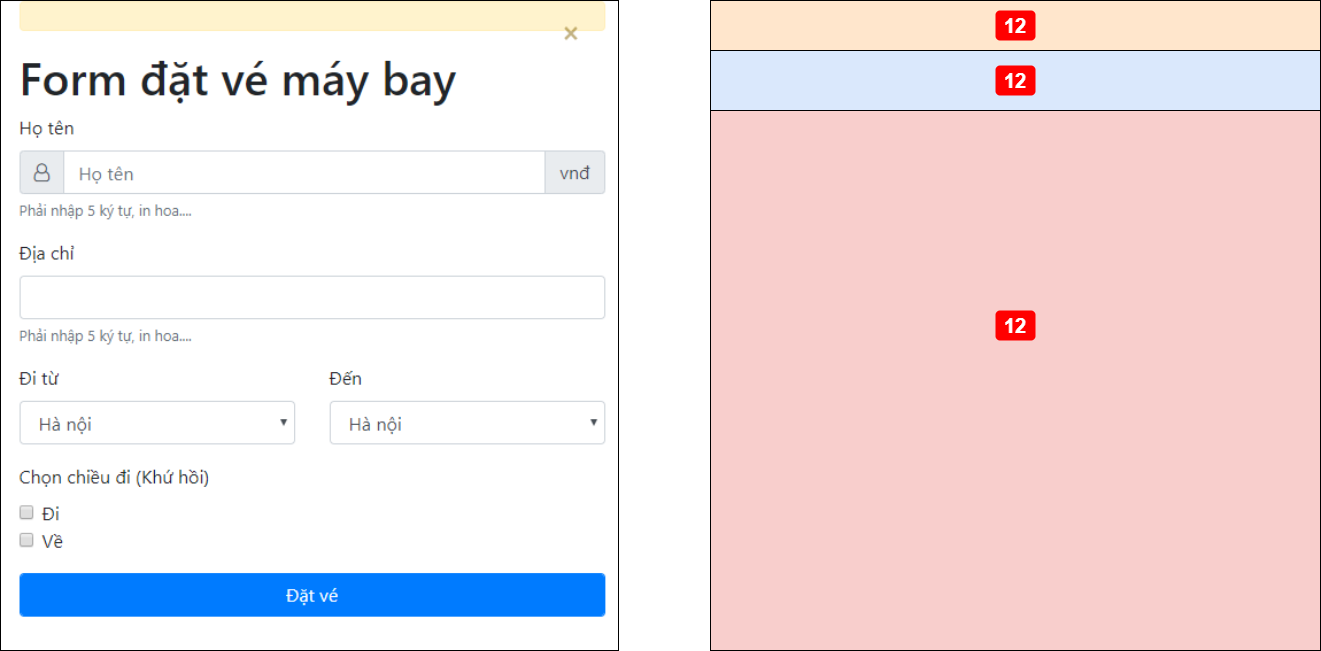 ×
Form đặt vé máy bay
Họ tên
Họ tên vnđ
Phải nhập 5 ký tự, in hoa....
Địa chỉ
Phải nhập 5 ký tự, in hoa....
Đi từ Đến
Hà nội Hà nội
Chọn chiều đi (Khứ hồi)
Đi
Về
Đặt vé
12
12
12